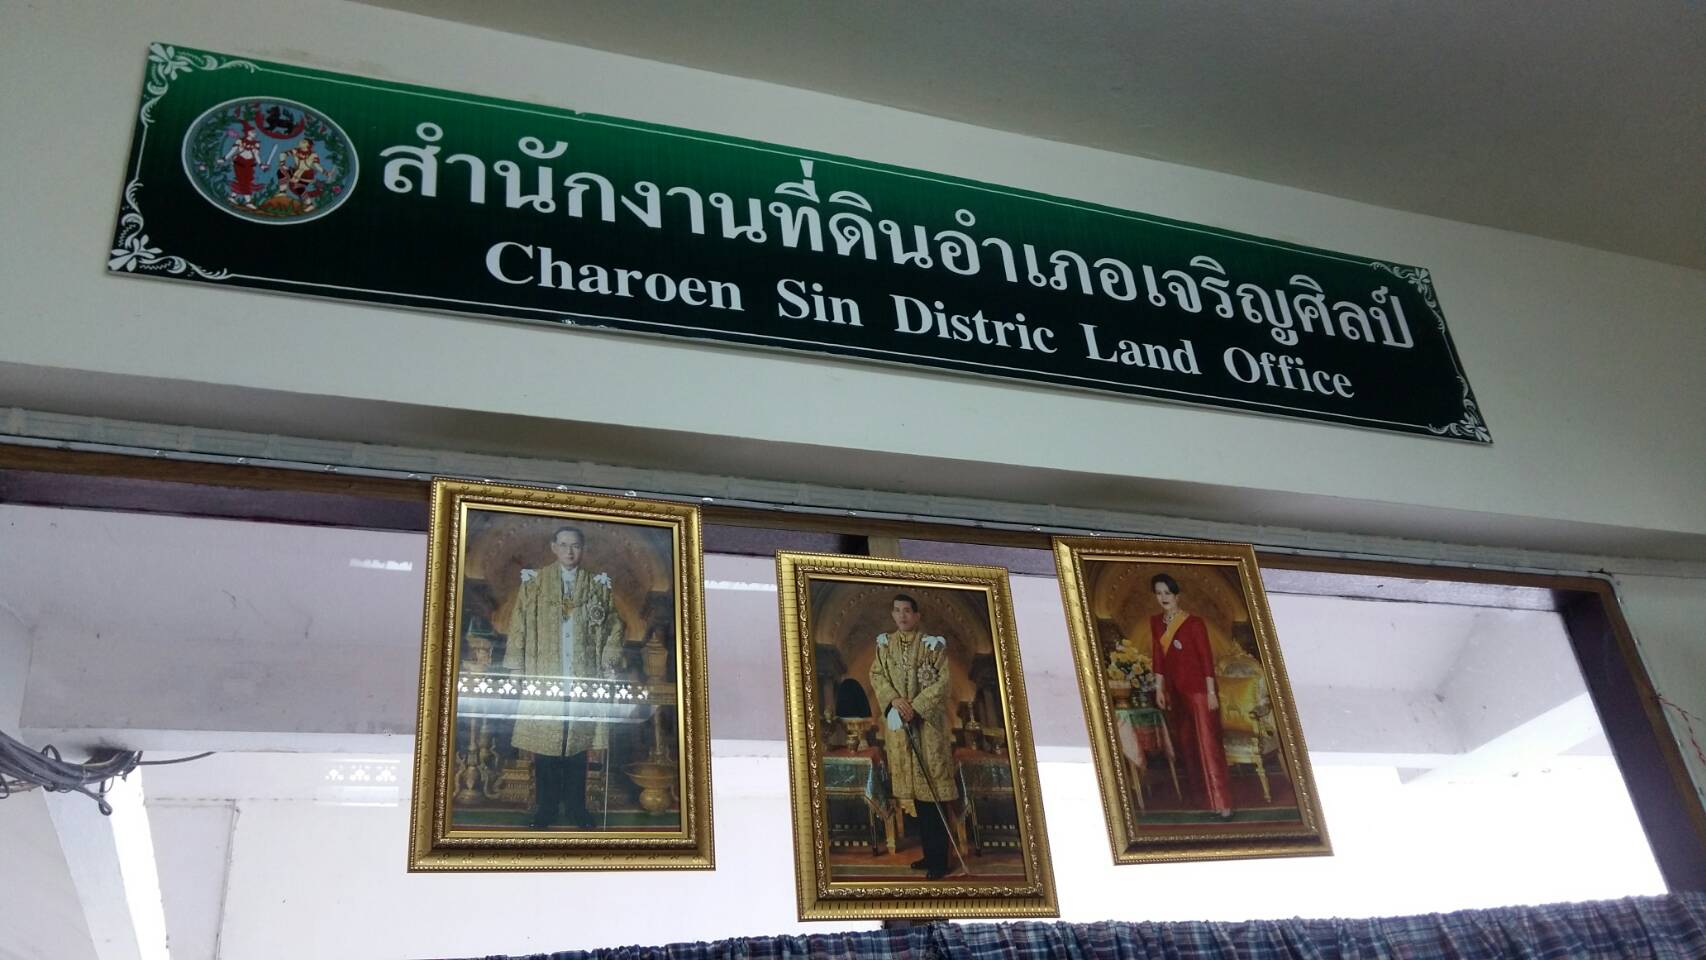 สำนักงานที่ดินอำเภอเจริญศิลป์
Charoen Sin Distric Land Office